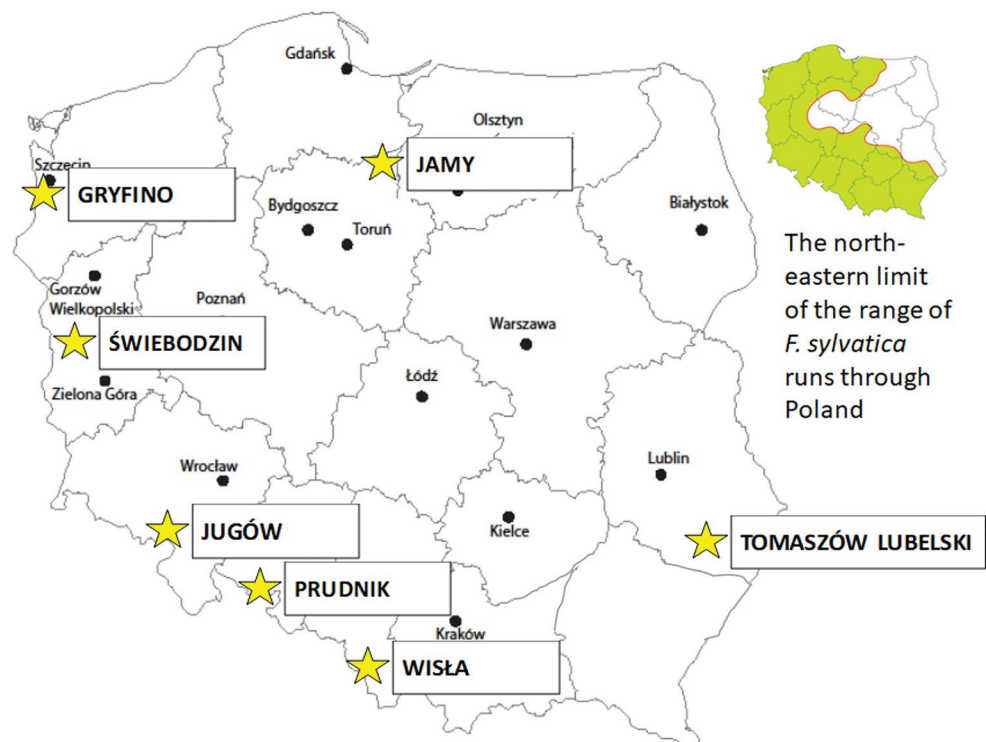 Gdańsk
Olsztyn
JAMY
Szczecin
GRYFINO
Bydgoszcz
Toruń
Białystok
The north-
eastern limit
of the range of
F. sylvatica
runs through
Poland
Gorzów
Wielkopolski
Poznań
ŚWIEBODZIN
Warszawa
Zielona Góra
Łódź
Wrocław
Lublin
JUGÓW
Kielce
TOMASZÓW LUBELSKI
PRUDNIK
Kraków
WISŁA